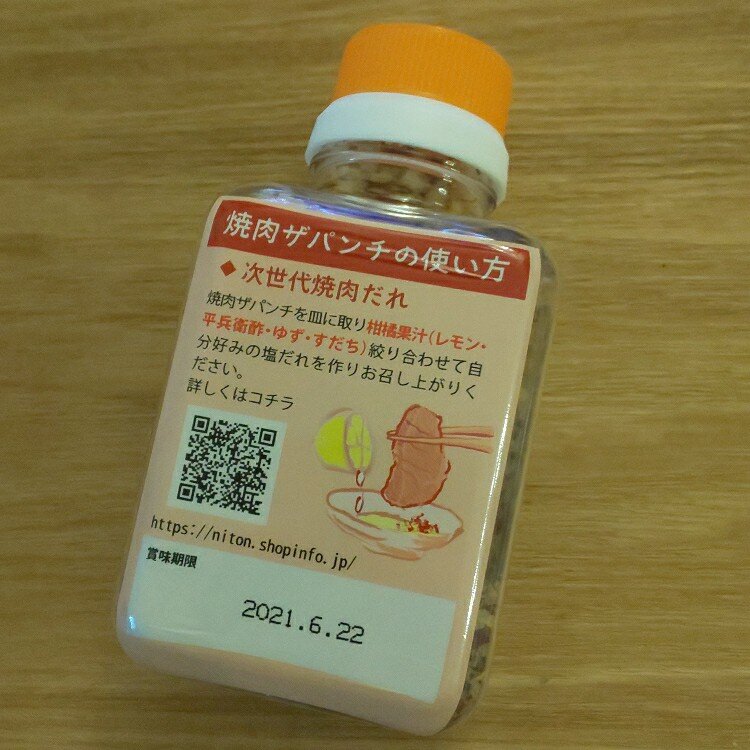 焼肉ザパンチの使い方
◆ 次世代焼肉だれ
焼肉ザパンチを皿に取り柑橘果汁(レモン・
平兵衛酢・ゆず・すだち)絞り合わせて自
分好みの塩だれを作りお召し上がりく
ださい。
詳しくはコチラ
https://niton.shopinfo.jp/
賞味期限
2021.6.22